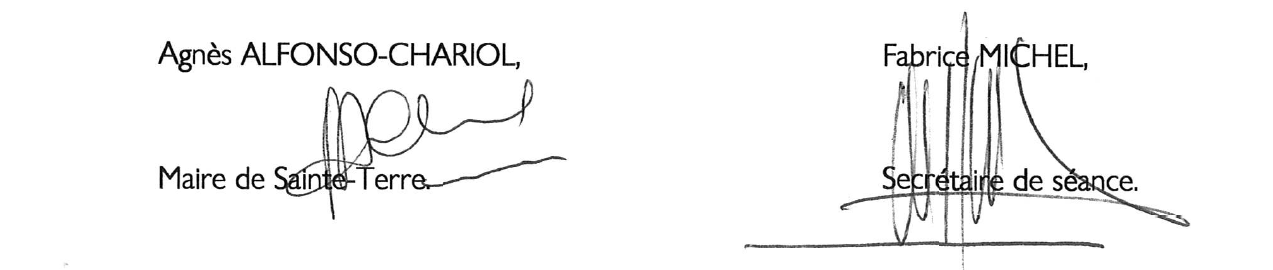 Agnès ALFONSO-CHARIOL,
Maire de Sainte-Terre.
Fabrice MICHEL,
Secrétaire de séance.